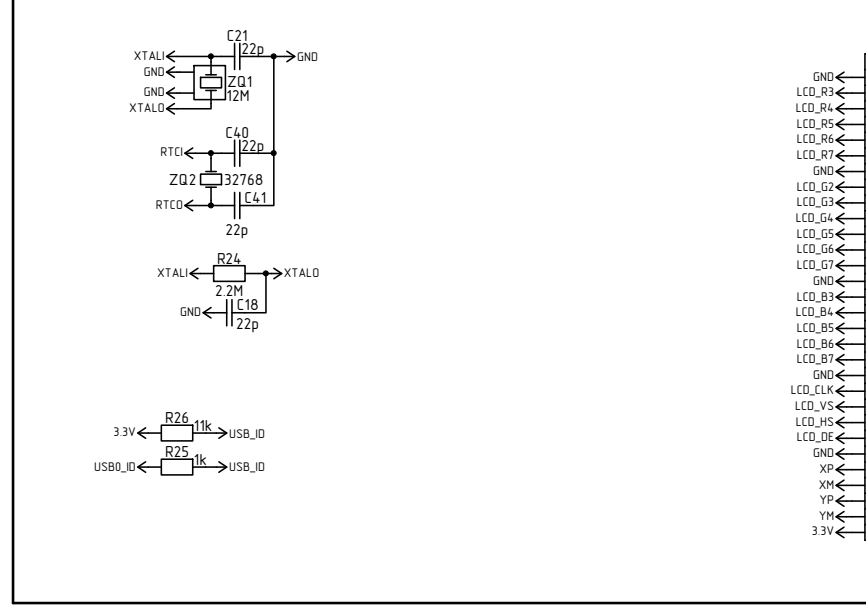 C21
XTALI 22p GND
GND
ZQ1
GND 12M
XTALO
C40
RTCI 22p
ZQ2 32768
RTCO C41
22p
R24
XTALI XTALO
2.2M
GND C18
22p
R26
3.3V 11k USB_ID
R25
USB0_ID 1k USB_ID
GND
LCD_R3
LCD_R4
LCD_R5
LCD_R6
LCD_R7
GND
LCD_G2
LCD_G3
LCD_G4
LCD_G5
LCD_G6
LCD_G7
GND
LCD_B3
LCD_B4
LCD_B5
LCD_B6
LCD_B7
GND
LCD_CLK
LCD_VS
LCD_HS
LCD_DE
GND
XP
XM
YP
YM
3.3V